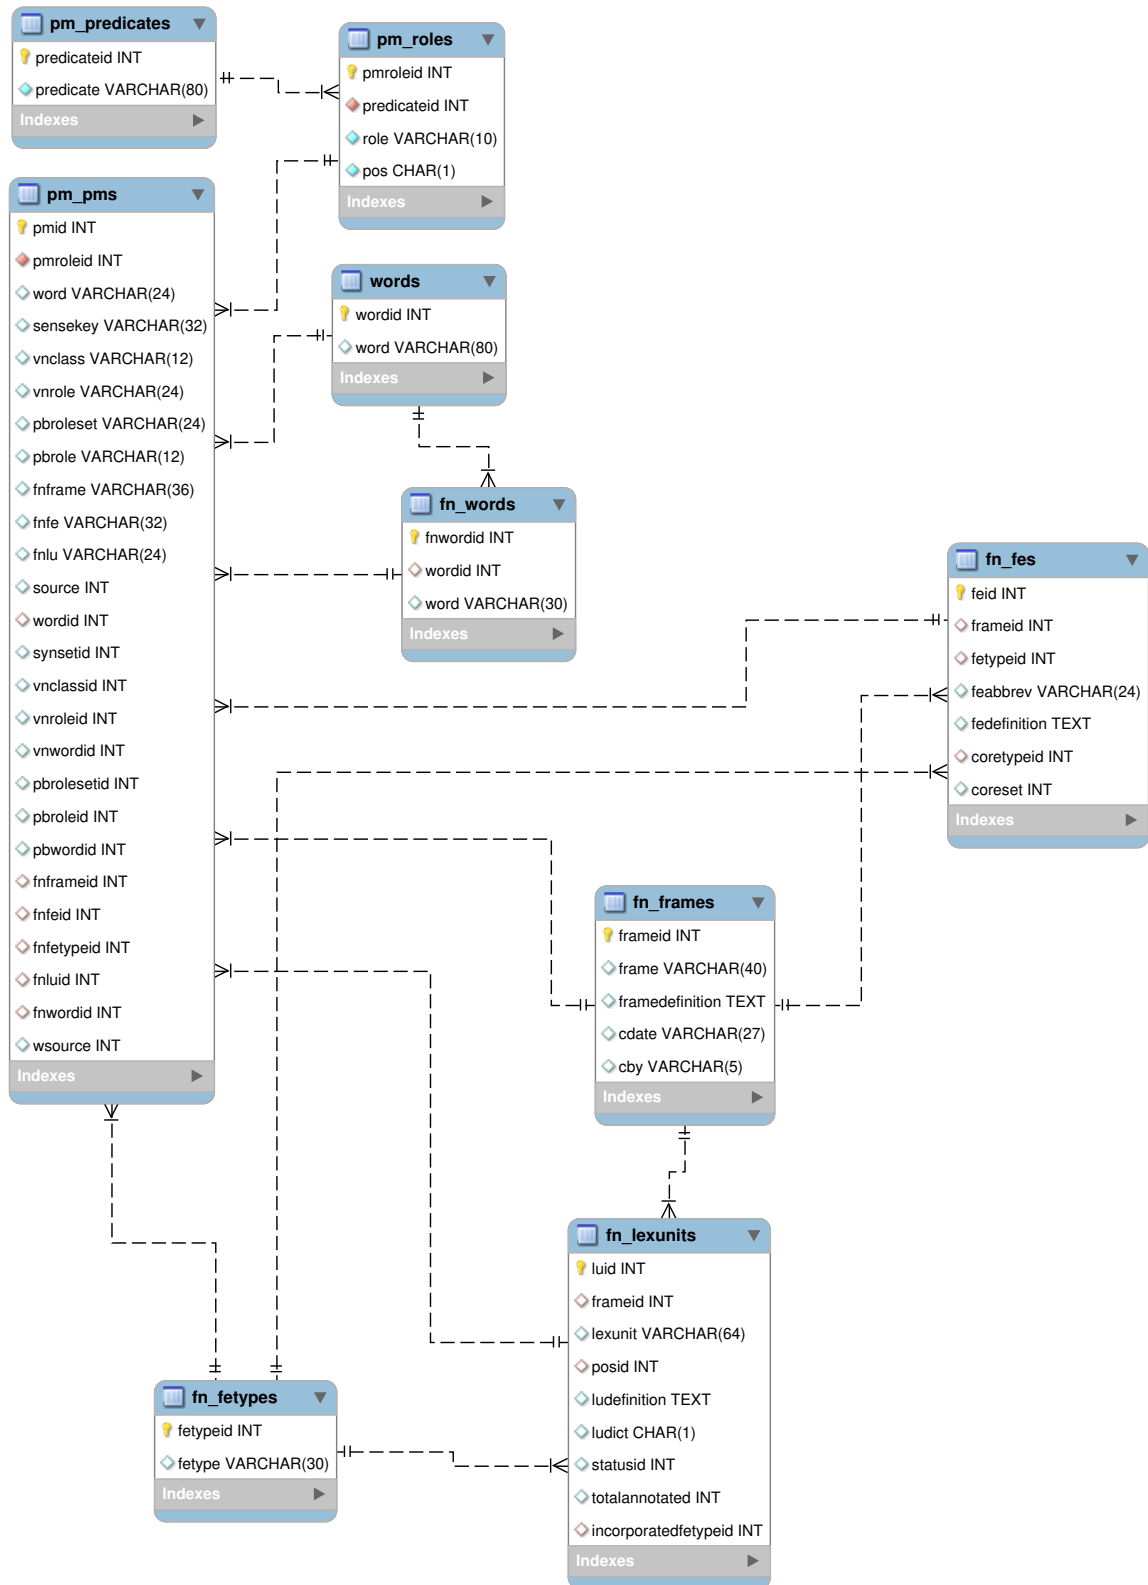 pm_predicates
predicateid INT
predicate VARCHAR(80)
Indexes
pm_roles
pmroleid INT
predicateid INT
role VARCHAR(10)
pos CHAR(1)
Indexes
pm_pms
pmid INT
pmroleid INT
word VARCHAR(24)
sensekey VARCHAR(32)
vnclass VARCHAR(12)
vnrole VARCHAR(24)
pbroleset VARCHAR(24)
pbrole VARCHAR(12)
fnframe VARCHAR(36)
fnfe VARCHAR(32)
fnlu VARCHAR(24)
source INT
wordid INT
synsetid INT
vnclassid INT
vnroleid INT
vnwordid INT
pbrolesetid INT
pbroleid INT
pbwordid INT
fnframeid INT
fnfeid INT
fnfetypeid INT
fnluid INT
fnwordid INT
wsource INT
Indexes
words
wordid INT
word VARCHAR(80)
Indexes
fn_words
fnwordid INT
wordid INT
word VARCHAR(30)
Indexes
fn_fes
feid INT
frameid INT
fetypeid INT
feabbrev VARCHAR(24)
fedefinition TEXT
coretypeid INT
coreset INT
Indexes
fn_frames
frameid INT
frame VARCHAR(40)
framedefinition TEXT
cdate VARCHAR(27)
cby VARCHAR(5)
Indexes
fn_lexunits
luid INT
frameid INT
lexunit VARCHAR(64)
posid INT
ludefinition TEXT
ludict CHAR(1)
statusid INT
totalannotated INT
incorporatedfetypeid INT
Indexes
fn_fetypes
fetypeid INT
fetype VARCHAR(30)
Indexes